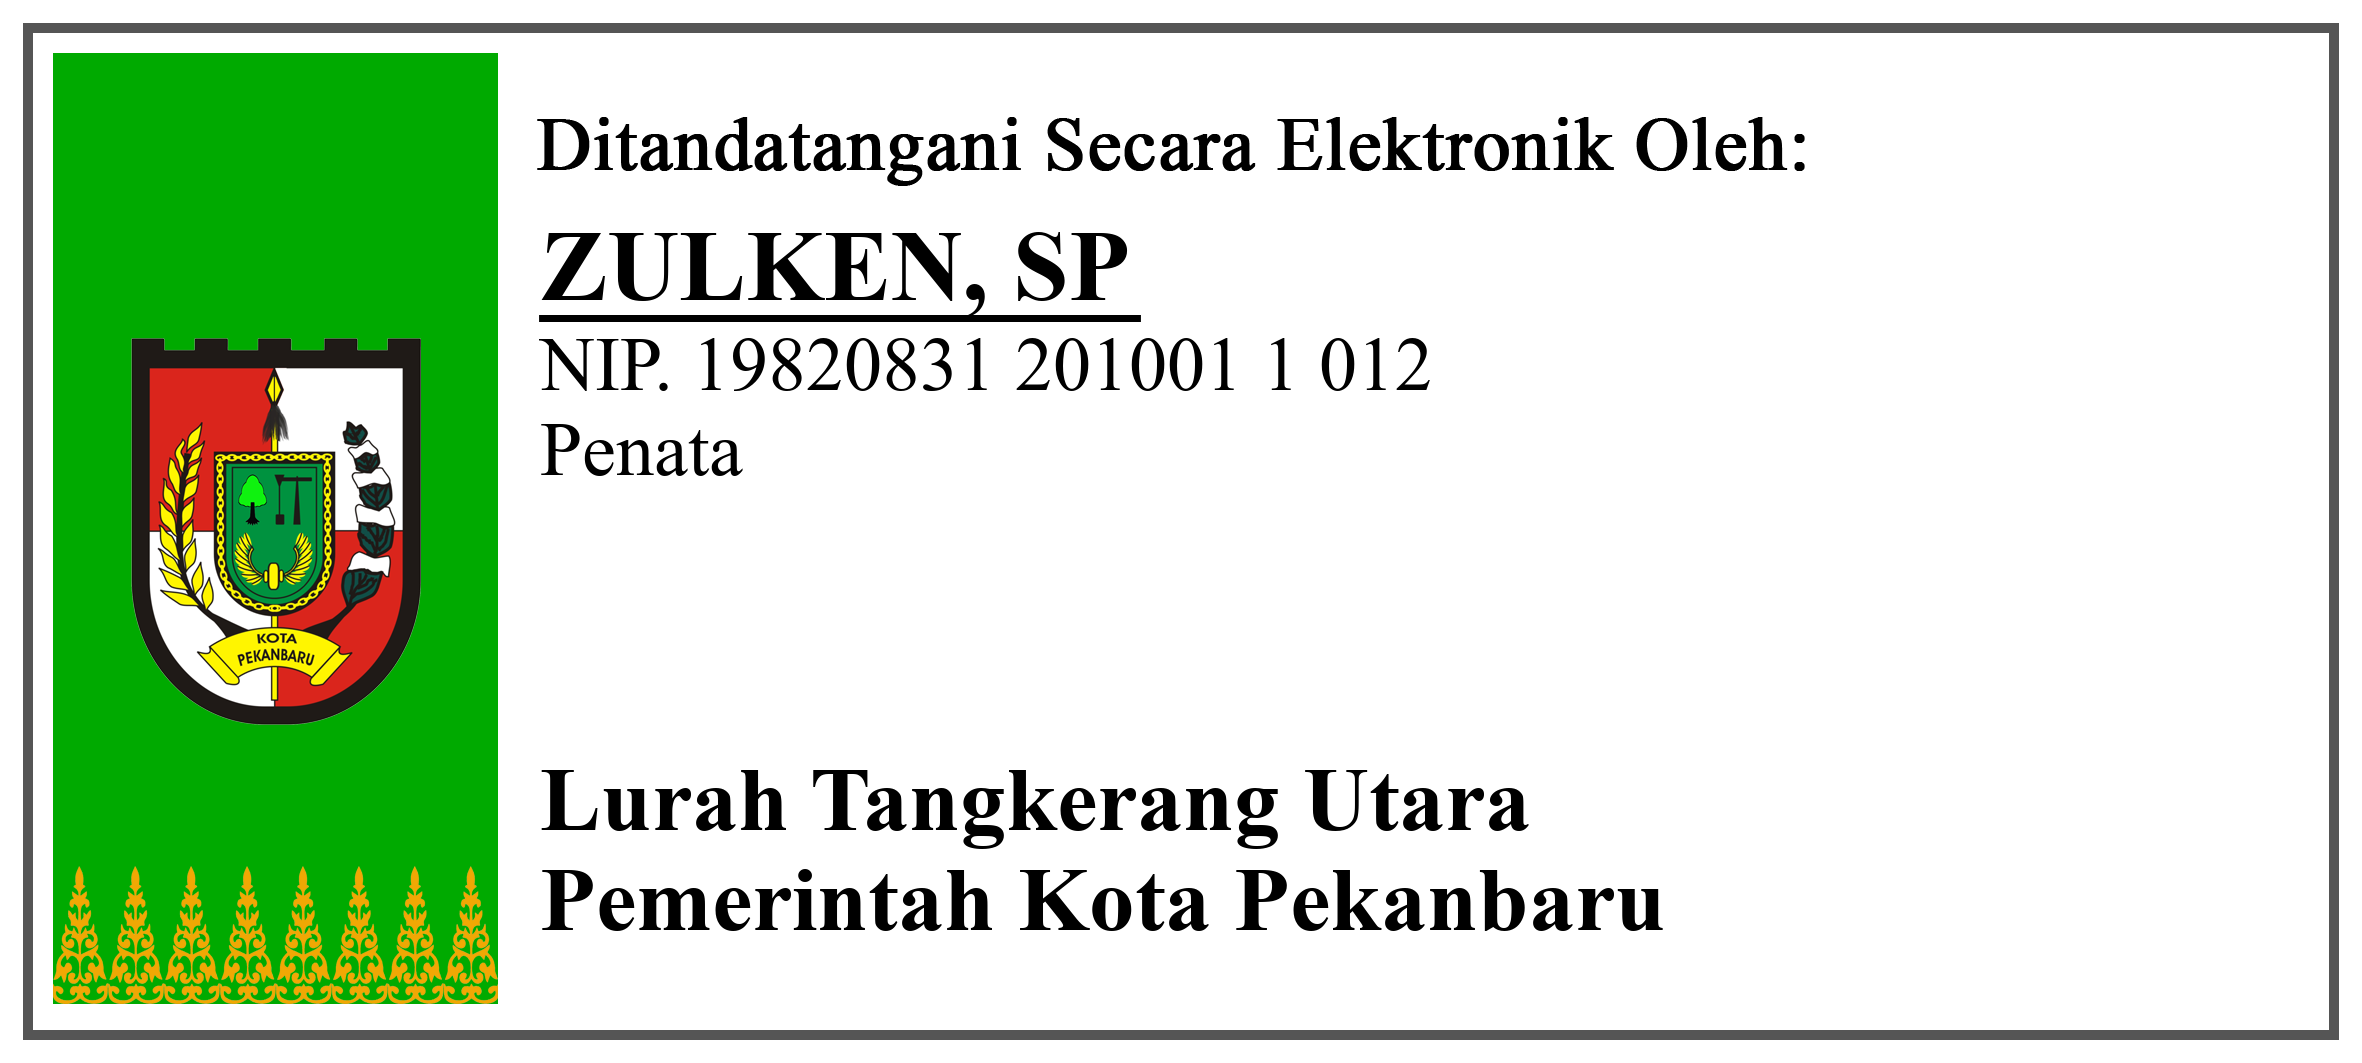 Ditandatangani Secara Elektronik Oleh:
ZULKEN, SP
NIP. 19820831 201001 1 012
Penata
KOTA
PEKANBARU
Lurah Tangkerang Utara
Pemerintah Kota Pekanbaru